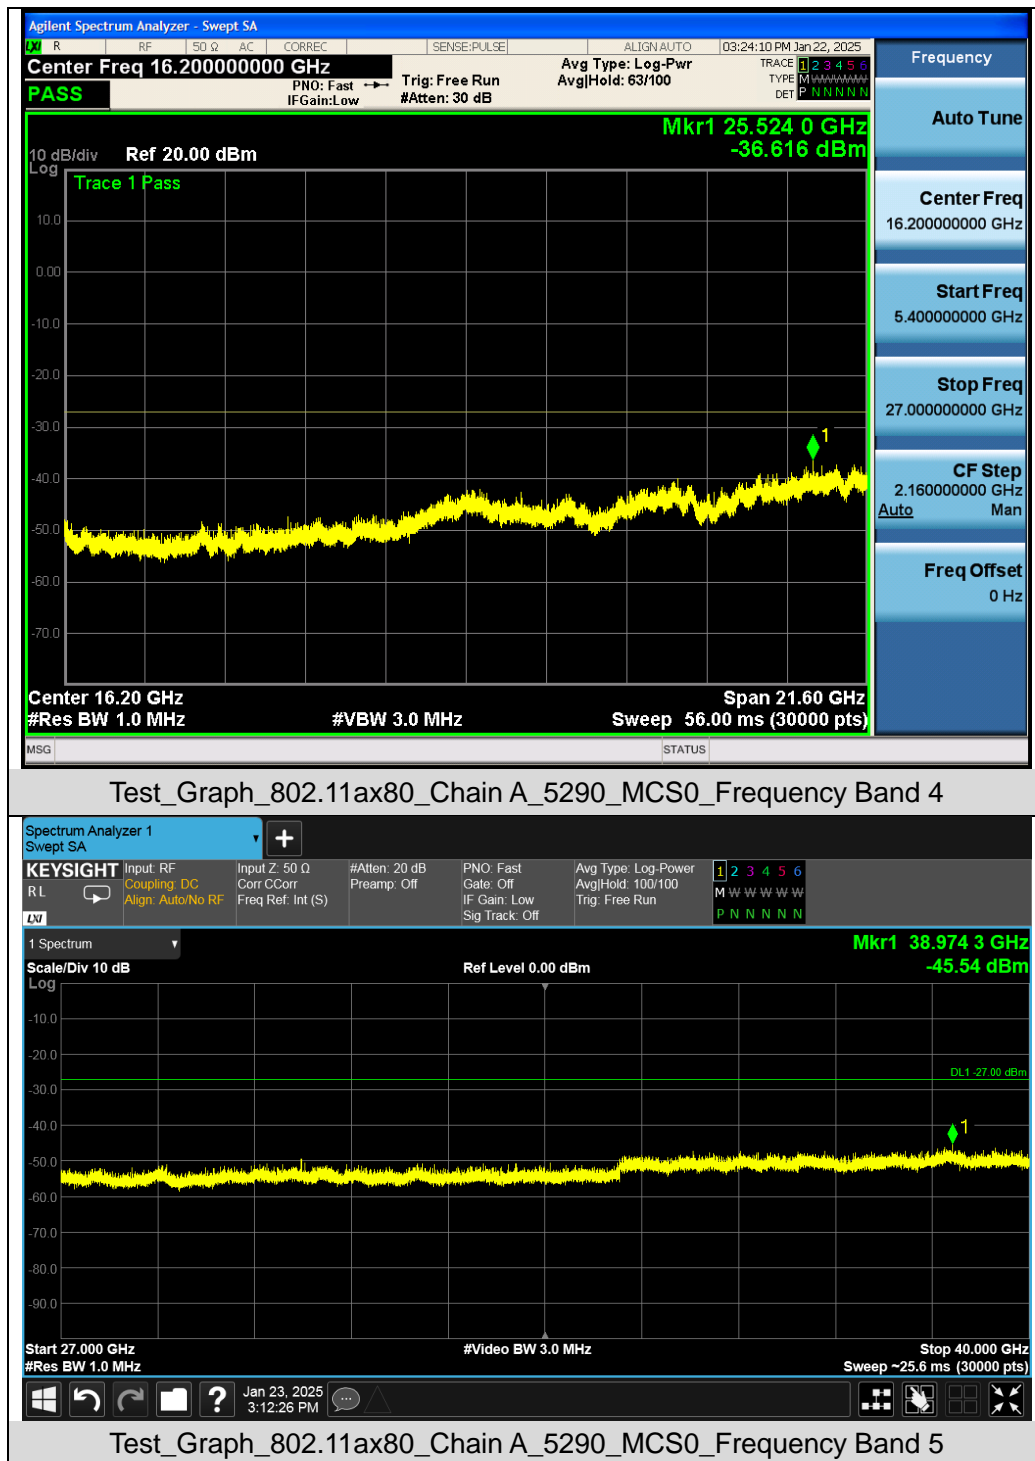 Agilent Spectrum Analyzer - Swept SA
LXI R RF 50 Ω AC CORREC SENSE:PULSE ALIGN AUTO 03:24:10 PM Jan 22, 2025
Center Freq 16.200000000 GHz
PASS
PNO: Fast
IFGain:Low
Trig: Free Run
#Atten: 30 dB
Avg Type: Log-Pwr
Avg|Hold: 63/100
TRACE 1 2 3 4 5 6
TYPE M W W W W W
DET P N N N N N
Frequency
Mkr1 25.524 0 GHz
-36.616 dBm
10 dB/div Ref 20.00 dBm
Log
Trace 1 Pass
10.0
0.00
-10.0
-20.0
-30.0
-40.0
-50.0
-60.0
-70.0
1
Center 16.20 GHz
Span 21.60 GHz
#Res BW 1.0 MHz
#VBW 3.0 MHz
Sweep 56.00 ms (30000 pts)
MSG
STATUS
Auto Tune
Center Freq
16.200000000 GHz
Start Freq
5.400000000 GHz
Stop Freq
27.000000000 GHz
CF Step
2.160000000 GHz
Auto Man
Freq Offset
0 Hz
Test_Graph_802.11ax80_Chain A_5290_MCS0_Frequency Band 4
Spectrum Analyzer 1
Swept SA
+
KEYSIGHT
RL
LXI
Input: RF
Coupling: DC
Align: Auto/No RF
Input Z: 50 Ω
Corr CCorr
Freq Ref: Int (S)
#Atten: 20 dB
Preamp: Off
PNO: Fast
Gate: Off
IF Gain: Low
Sig Track: Off
Avg Type: Log-Power
Avg|Hold: 100/100
Trig: Free Run
1 2 3 4 5 6
M W W W W W
P N N N N N
1 Spectrum
Mkr1 38.974 3 GHz
Scale/Div 10 dB
Ref Level 0.00 dBm
-45.54 dBm
Log
-10.0
-20.0
-30.0
-40.0
-50.0
-60.0
-70.0
-80.0
-90.0
DL1 -27.00 dBm
1
Start 27.000 GHz
#Video BW 3.0 MHz
Stop 40.000 GHz
#Res BW 1.0 MHz
Sweep ~25.6 ms (30000 pts)
?
Jan 23, 2025
3:12:26 PM
Test_Graph_802.11ax80_Chain A_5290_MCS0_Frequency Band 5